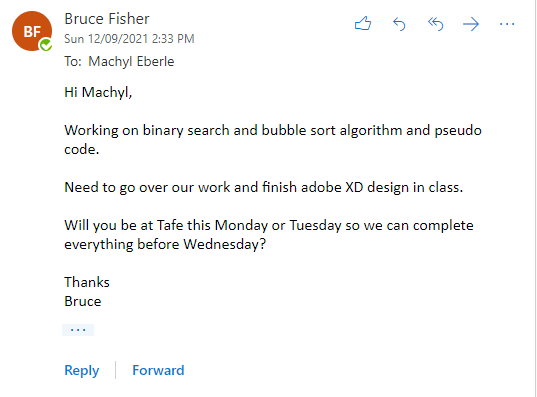 BF
Bruce Fisher
Sun 12/09/2021 2:33 PM
To: Machyl Eberle
Hi Machyl,
Working on binary search and bubble sort algorithm and pseudo
code.
Need to go over our work and finish adobe XD design in class.
Will you be at Tafe this Monday or Tuesday so we can complete
everything before Wednesday?
Thanks
Bruce
...
Reply Forward